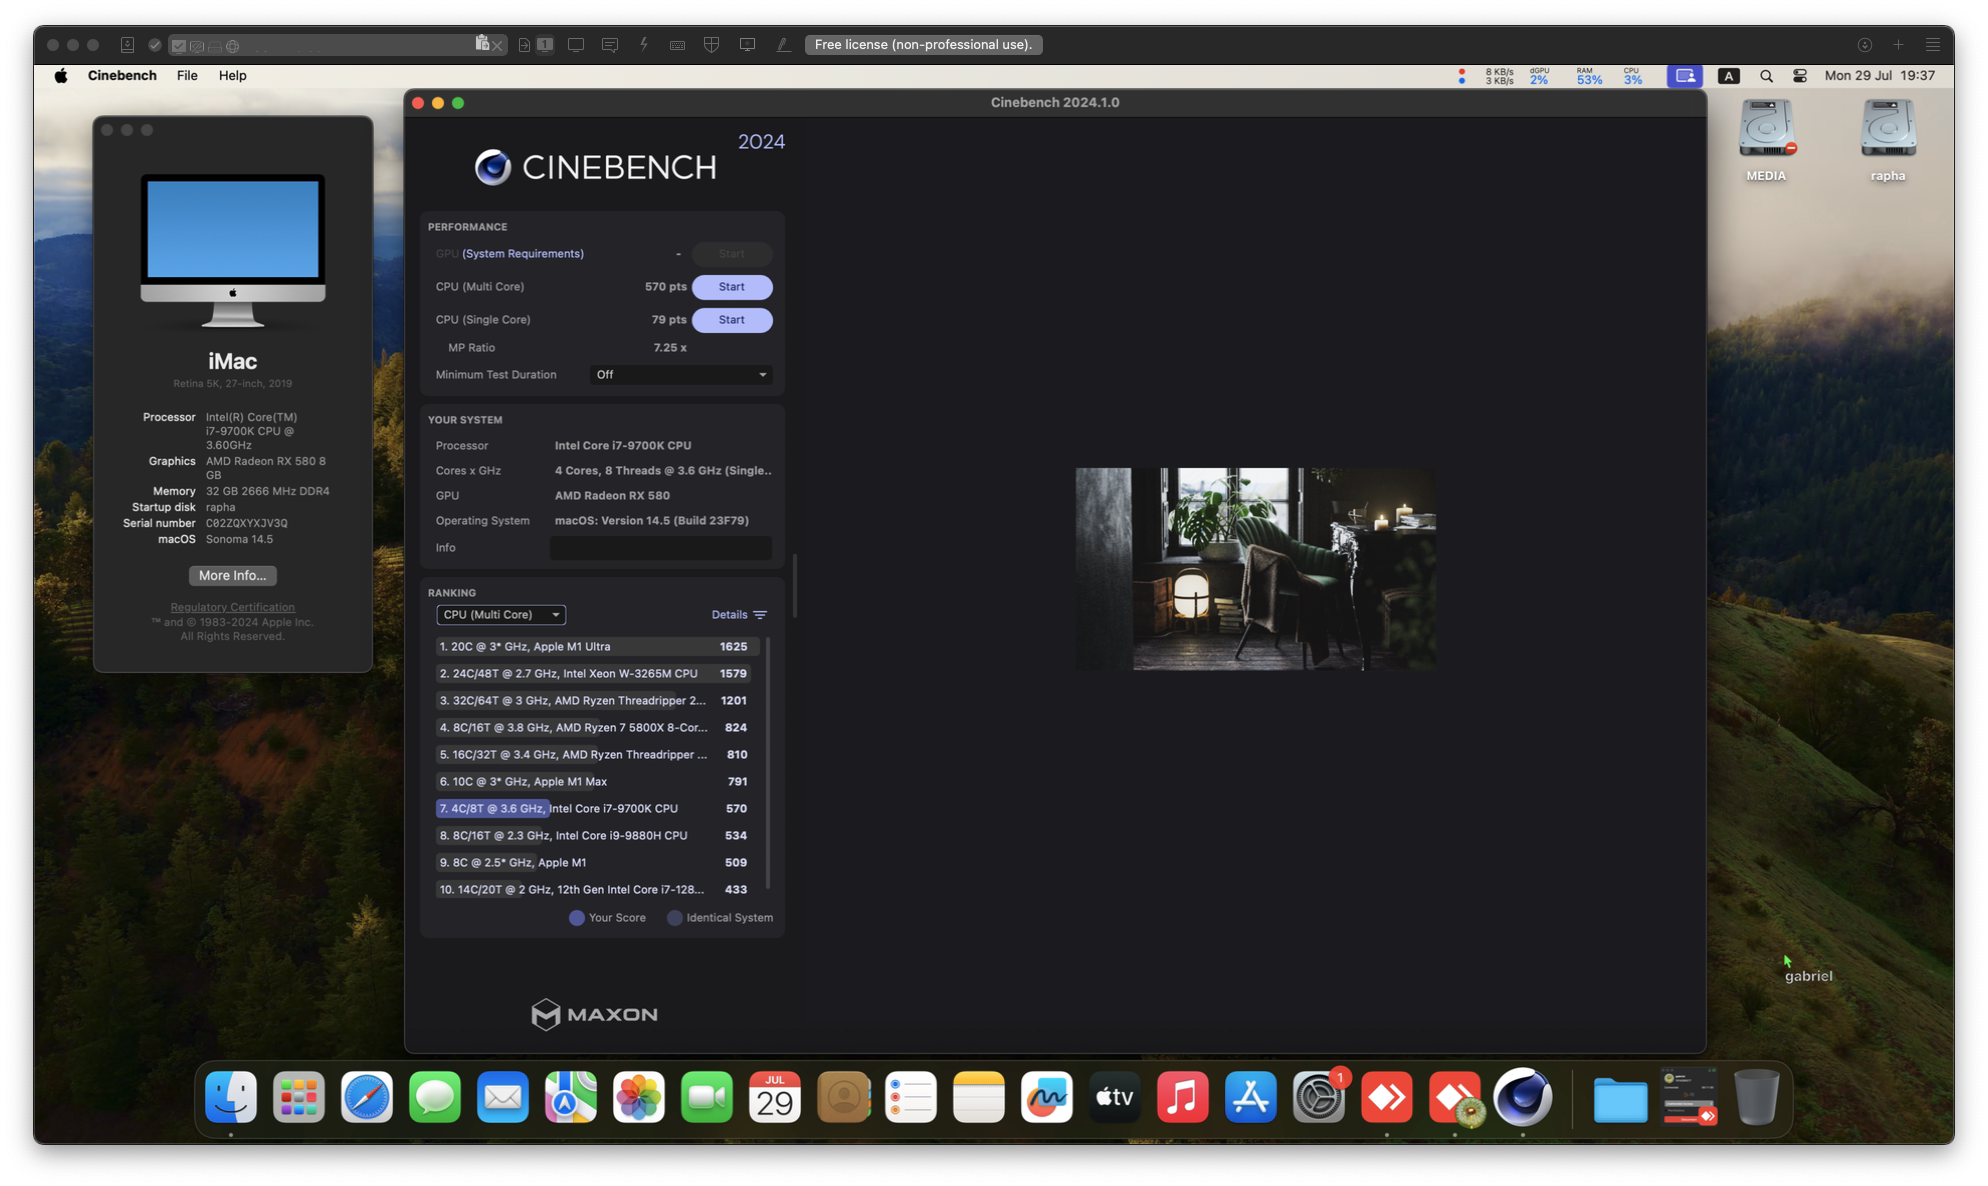 Free license (non-professional use).
1
Cinebench File Help
8 KB/s
3 KB/s
dGPU
2%
RAM
53%
CPU
3%
A
Mon 29 Jul 19:37
Cinebench 2024.1.0
MEDIA
rapha
iMac
Retina 5K, 27-inch, 2019
Processor Intel(R) Core(TM)
i7-9700K CPU @
3.60GHz
Graphics AMD Radeon RX 580 8
GB
Memory 32 GB 2666 MHz DDR4
Startup disk rapha
Serial number C02ZQXYXJV3Q
macOS Sonoma 14.5
More Info...
Regulatory Certification
™ and © 1983-2024 Apple Inc.
All Rights Reserved.
2024
CINEBENCH
PERFORMANCE
GPU (System Requirements) - Start
CPU (Multi Core) 570 pts Start
CPU (Single Core) 79 pts Start
MP Ratio 7.25 x
Minimum Test Duration Off
YOUR SYSTEM
Processor Intel Core i7-9700K CPU
Cores x GHz 4 Cores, 8 Threads @ 3.6 GHz (Single..
GPU AMD Radeon RX 580
Operating System macOS: Version 14.5 (Build 23F79)
Info
RANKING
CPU (Multi Core) Details
1. 20C @ 3* GHz, Apple M1 Ultra 1625
2. 24C/48T @ 2.7 GHz, Intel Xeon W-3265M CPU 1579
3. 32C/64T @ 3 GHz, AMD Ryzen Threadripper 2... 1201
4. 8C/16T @ 3.8 GHz, AMD Ryzen 7 5800X 8-Cor... 824
5. 16C/32T @ 3.4 GHz, AMD Ryzen Threadripper ... 810
6. 10C @ 3* GHz, Apple M1 Max 791
7. 4C/8T @ 3.6 GHz, Intel Core i7-9700K CPU 570
8. 8C/16T @ 2.3 GHz, Intel Core i9-9880H CPU 534
9. 8C @ 2.5* GHz, Apple M1 509
10. 14C/20T @ 2 GHz, 12th Gen Intel Core i7-128... 433
Your Score Identical System
MAXON
gabriel
JUL
29
tv
1